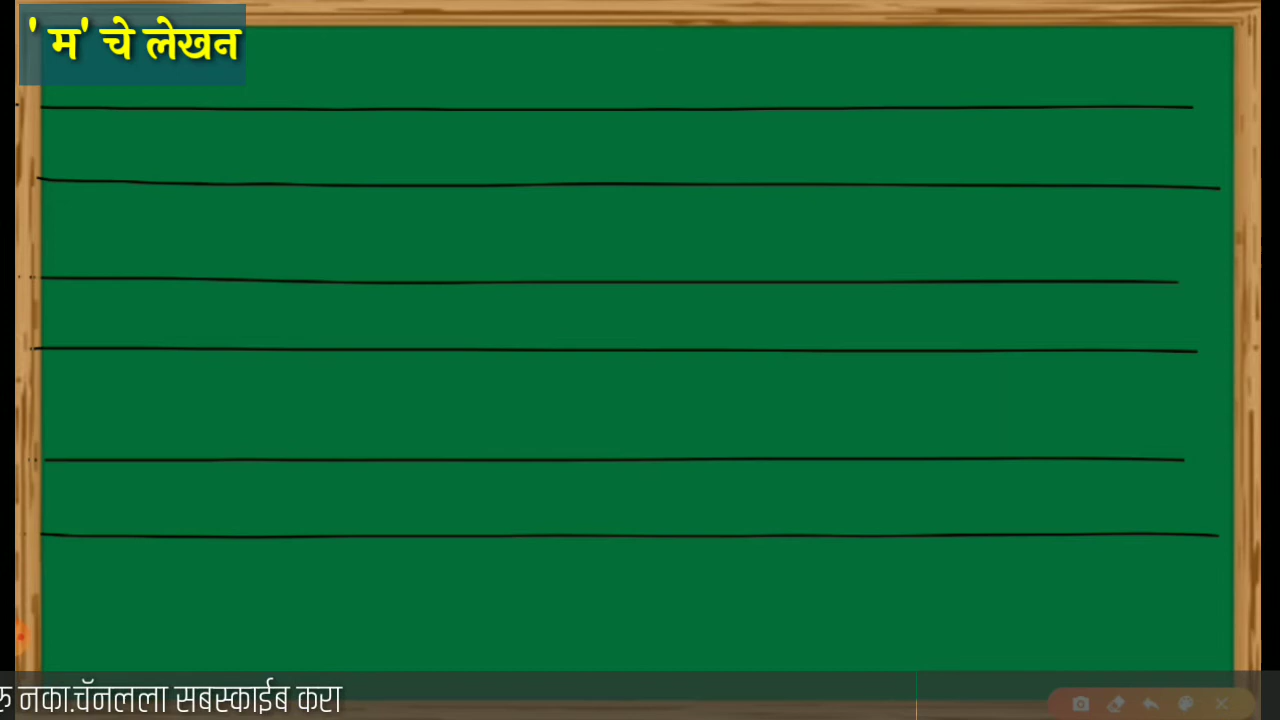 ' म' चे लेखन
नका.चॅनलला सबस्काईब करा